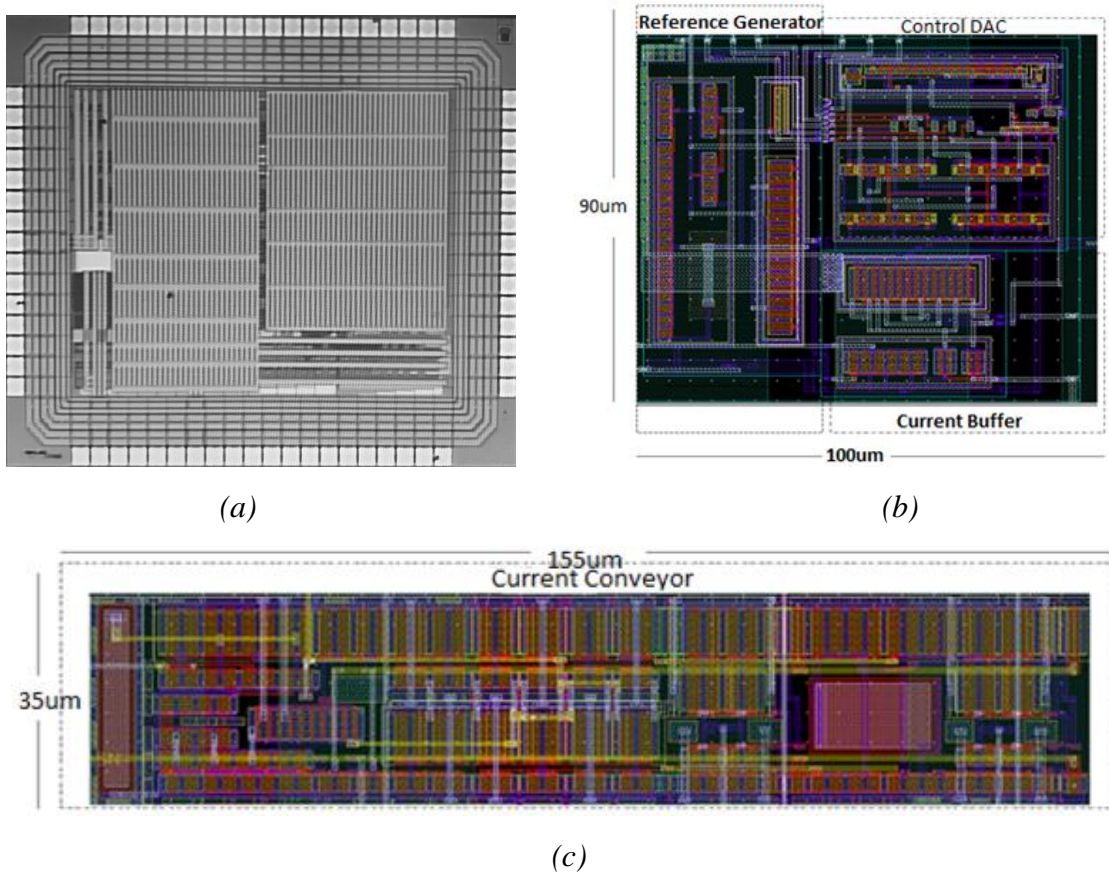 Reference Generator
Control DAC
90um
Current Buffer
100um
(a)
(b)
155um
Current Conveyor
35um
(c)